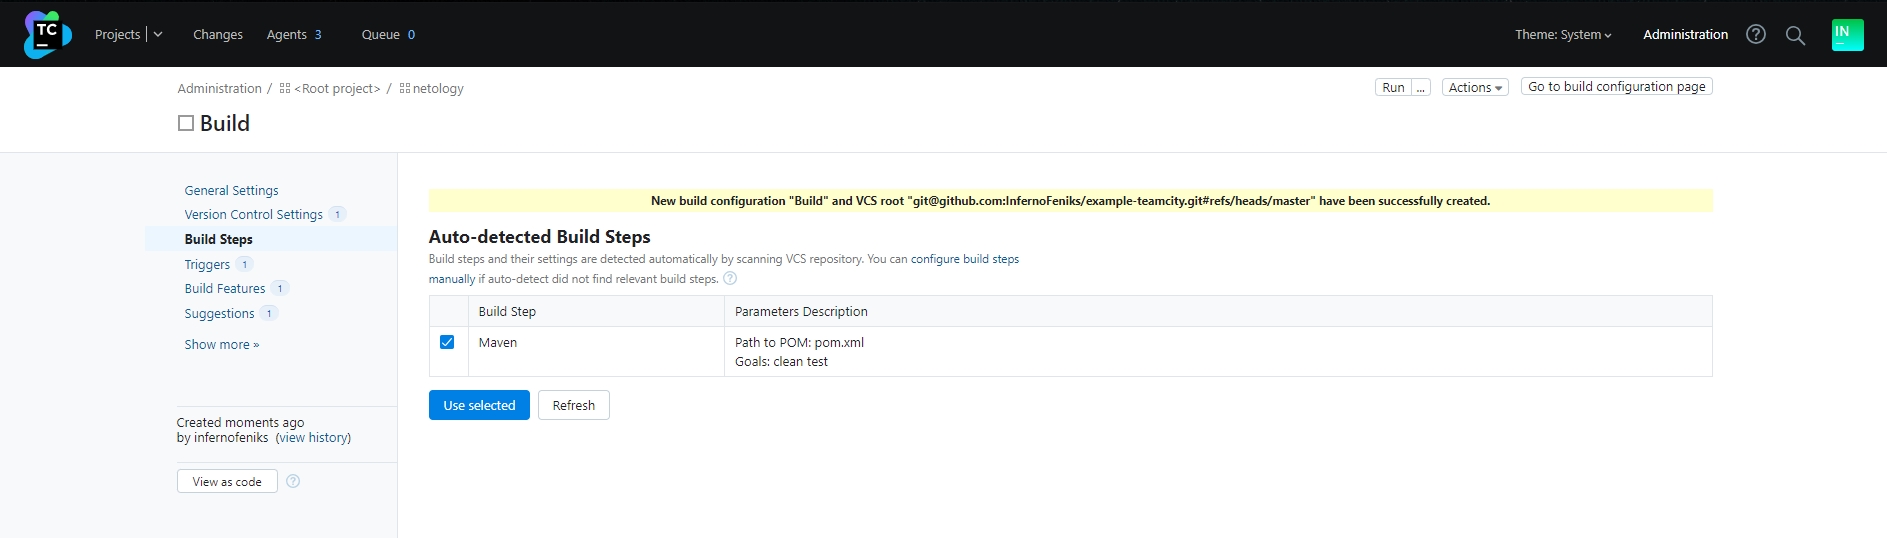 TC
Projects
Changes
Agents 3
Queue 0
Theme: System
Administration
?
IN
Administration / <Root project> / netology
Run ...
Actions
Go to build configuration page
Build
General Settings
Version Control Settings 1
Build Steps
Triggers 1
Build Features 1
Suggestions 1
Show more »
Created moments ago
by infernofeniks (view history)
View as code ?
New build configuration "Build" and VCS root "git@github.com:InfernoFeniks/example-teamcity.git#refs/heads/master" have been successfully created.
Auto-detected Build Steps
Build steps and their settings are detected automatically by scanning VCS repository. You can configure build steps
manually if auto-detect did not find relevant build steps. ?
Build Step Parameters Description
Maven Path to POM: pom.xml
Goals: clean test
Use selected Refresh